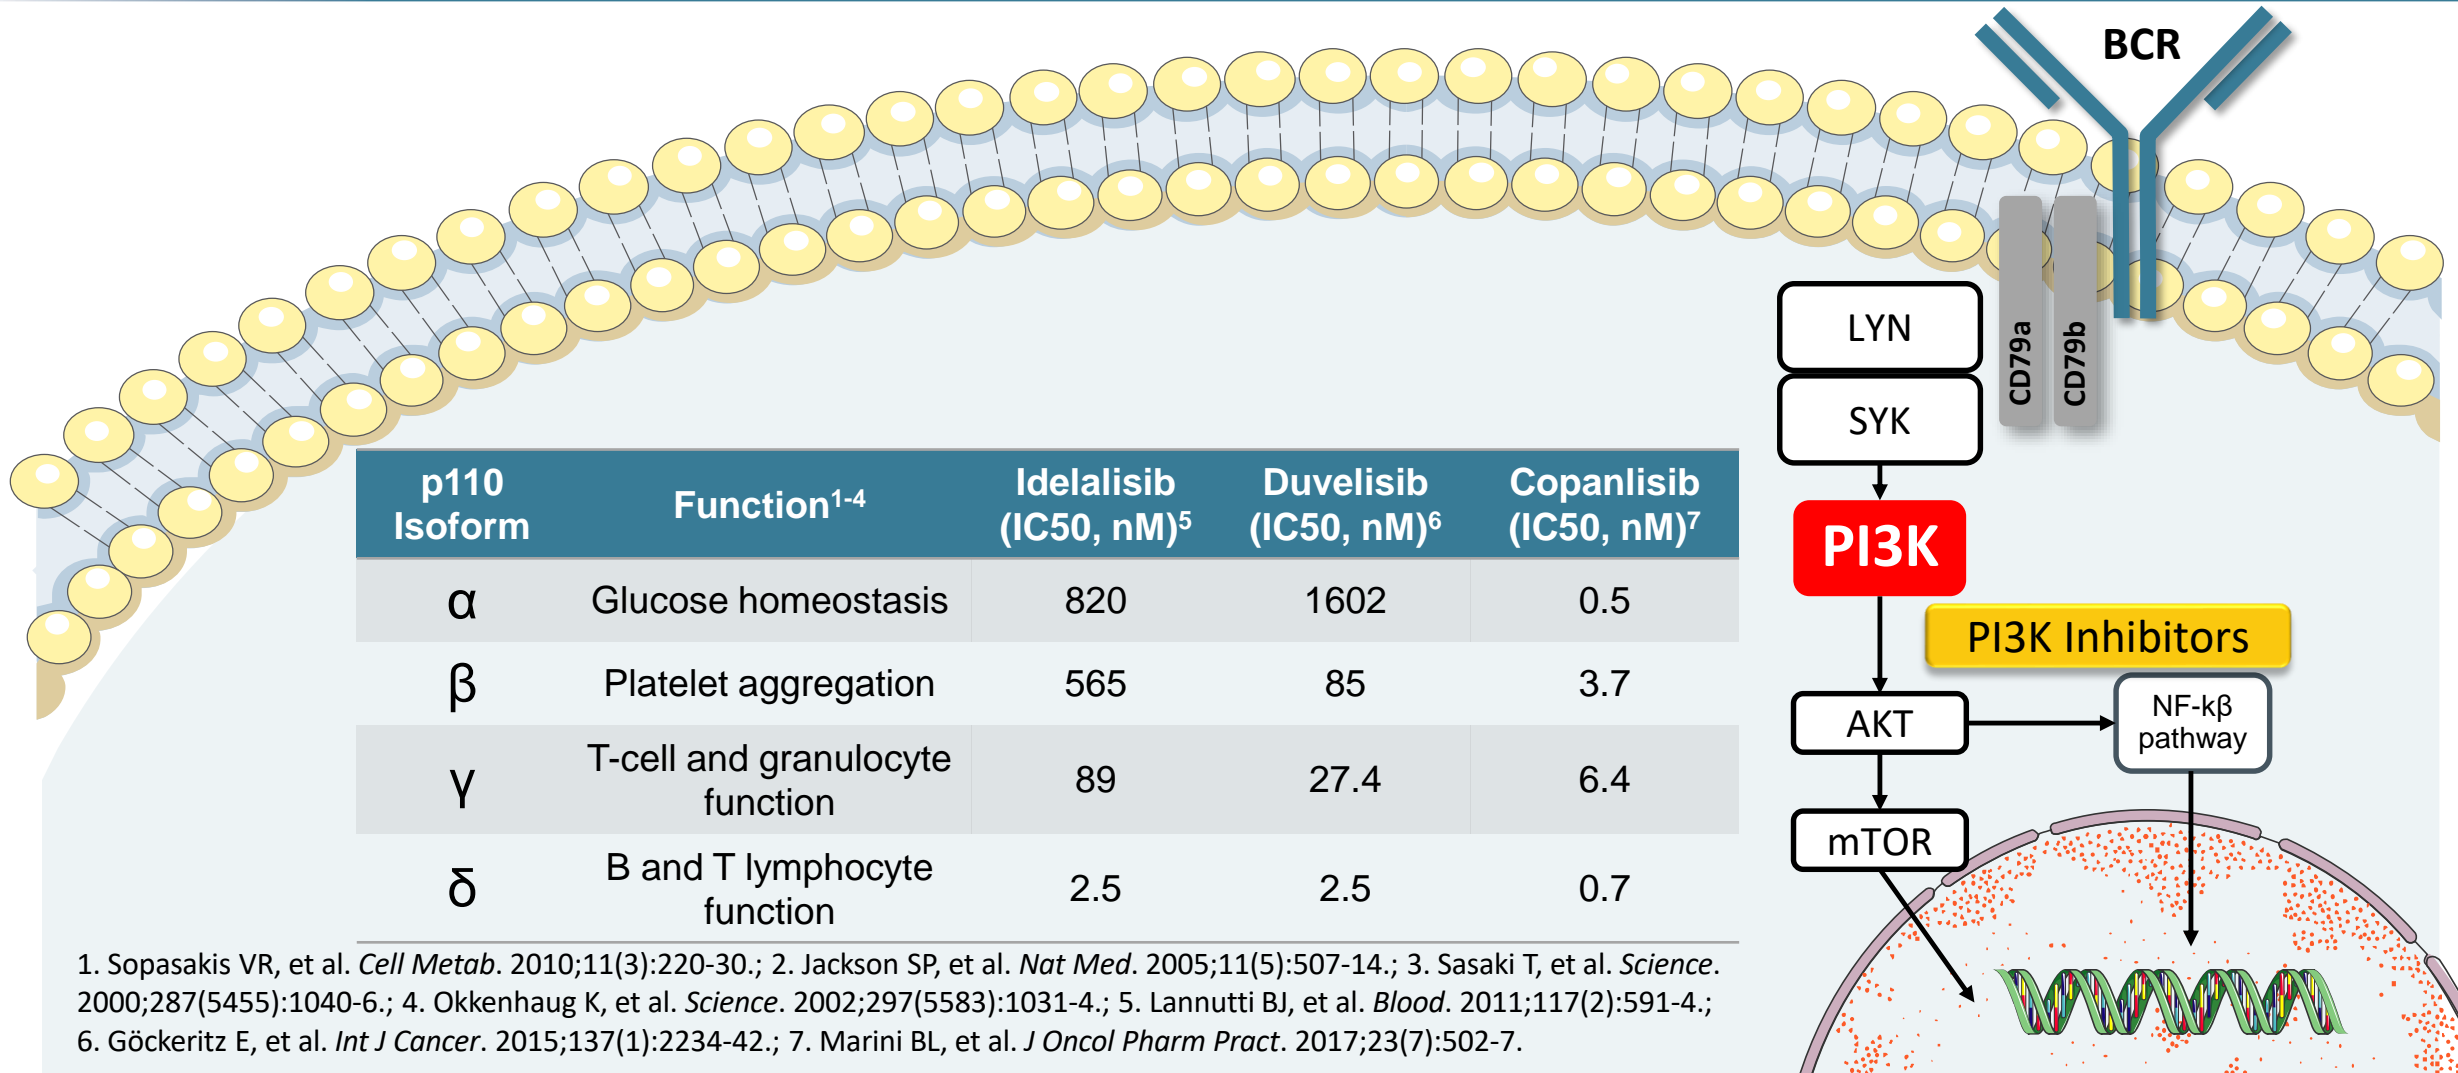 BCR
CD79a
CD79b
LYN
SYK
PI3K
PI3K Inhibitors
AKT
NF-kβ
pathway
mTOR
p110
Isoform
Function1-4
Idelalisib
(IC50, nM)5
Duvelisib
(IC50, nM)6
Copanlisib
(IC50, nM)7
α
Glucose homeostasis
820
1602
0.5
β
Platelet aggregation
565
85
3.7
γ
T-cell and granulocyte
function
89
27.4
6.4
δ
B and T lymphocyte
function
2.5
2.5
0.7
1. Sopasakis VR, et al. Cell Metab. 2010;11(3):220-30.; 2. Jackson SP, et al. Nat Med. 2005;11(5):507-14.; 3. Sasaki T, et al. Science.
2000;287(5455):1040-6.; 4. Okkenhaug K, et al. Science. 2002;297(5583):1031-4.; 5. Lannutti BJ, et al. Blood. 2011;117(2):591-4.;
6. Göckeritz E, et al. Int J Cancer. 2015;137(1):2234-42.; 7. Marini BL, et al. J Oncol Pharm Pract. 2017;23(7):502-7.